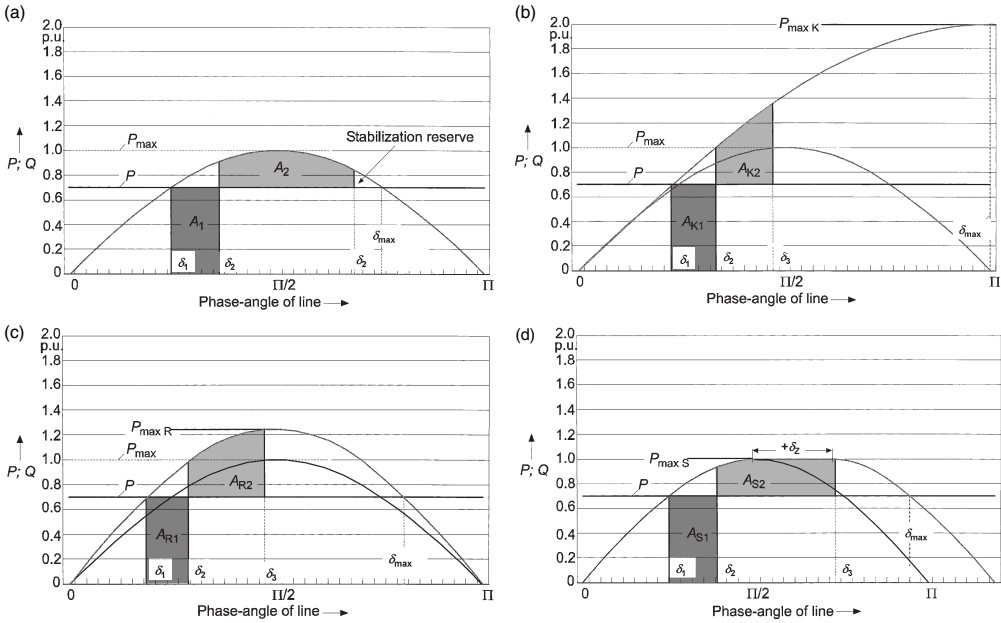 (a)
2.0
p.u.
1.8
1.6
1.4
1.2
P; Q
1.0
0.8
0.6
0.4
0.2
0
Pmax
P
Stabilization reserve
A2
A1
δ1
δ2
δ2
δmax
0
Π/2
Π
Phase-angle of line
(b)
2.0
p.u.
1.8
1.6
1.4
1.2
P; Q
1.0
0.8
0.6
0.4
0.2
0
Pmax K
Pmax
P
AK2
AK1
δ1
δ2
δ3
δmax
0
Π/2
Π
Phase-angle of line
(c)
2.0
p.u.
1.8
1.6
1.4
1.2
P; Q
1.0
0.8
0.6
0.4
0.2
0
Pmax R
Pmax
P
AR2
AR1
δ1
δ2
δ3
δmax
0
Π/2
Π
Phase-angle of line
(d)
2.0
p.u.
1.8
1.6
1.4
1.2
P; Q
1.0
0.8
0.6
0.4
0.2
0
Pmax S
+δz
P
AS2
AS1
δ1
δ2
δ3
δmax
0
Π/2
Π
Phase-angle of line